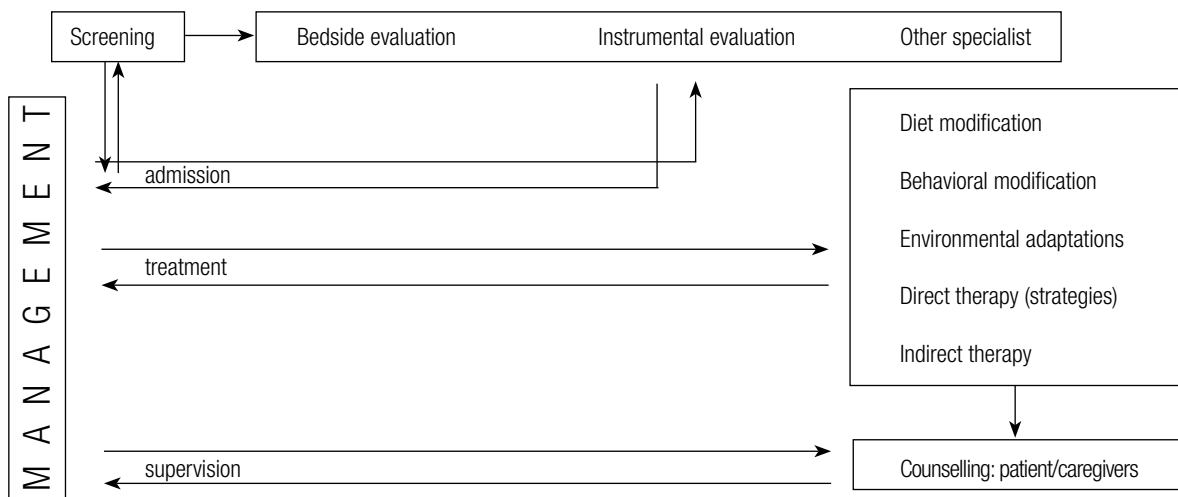 Screening
Bedside evaluation
Instrumental evaluation
Other specialist
MANAGEMENT
admission
treatment
supervision
Diet modification
Behavioral modification
Environmental adaptations
Direct therapy (strategies)
Indirect therapy
Counselling: patient/caregivers